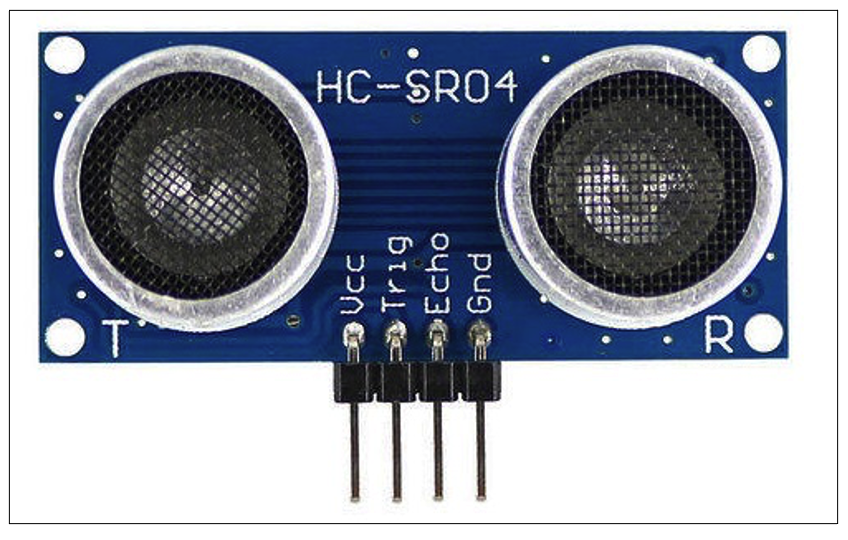 HC-SR04
Vcc
Trig
Echo
Gnd
T
R